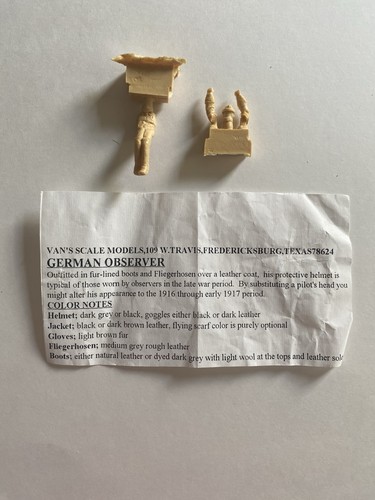 VAN'S SCALE MODELS,109 W.TRAVIS,FREDERICKSBURG,TEXAS78624
GERMAN OBSERVER
Outfitted in fur-lined boots and Fliegerhosen over a leather coat, his protective helmet is
typical of those worn by observers in the late war period. By substituting a pilot's head you
might alter his appearance to the 1916 through early 1917 period.
COLOR NOTES
Helmet; dark grey or black, goggles either black or dark leather
Jacket; black or dark brown leather, flying scarf color is purely optional
Gloves; light brown fur
Fliegerhosen; medium grey rough leather
Boots; either natural leather or dyed dark grey with light wool at the tops and leather sole